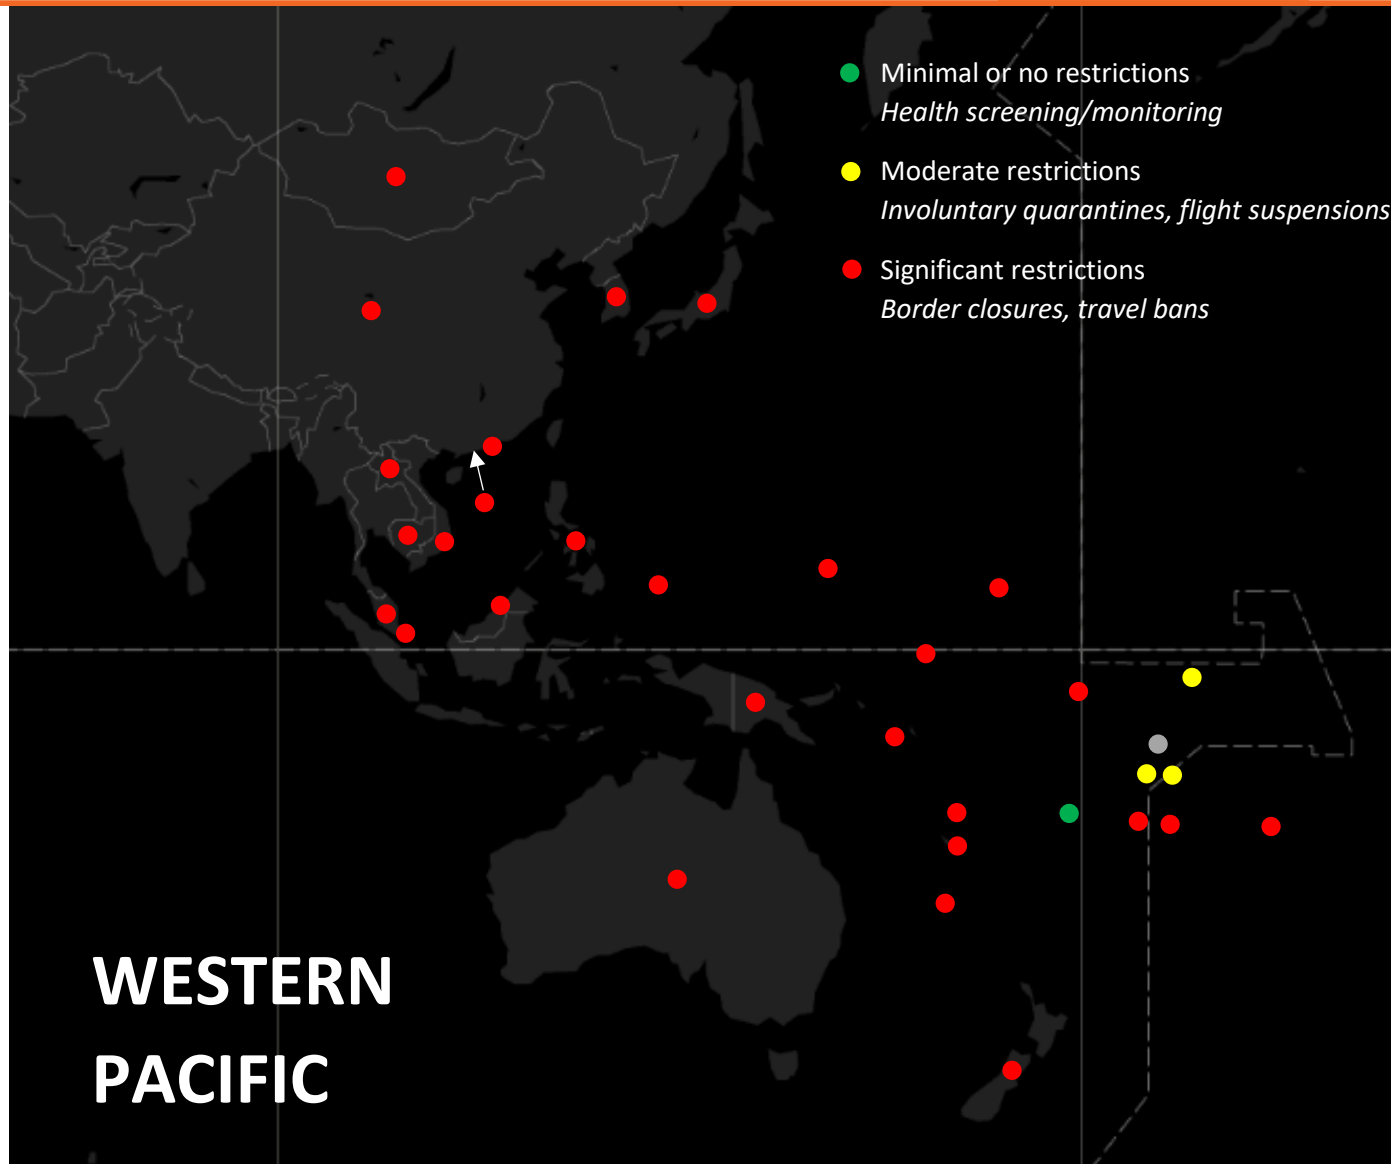 Minimal or no restrictions
Health screening/monitoring
Moderate restrictions
Involuntary quarantines, flight suspensions
Significant restrictions
Border closures, travel bans
WESTERN
PACIFIC